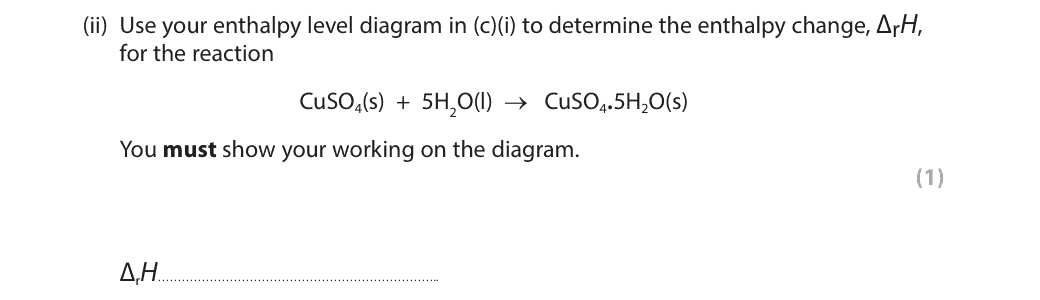 (ii) Use your enthalpy level diagram in (c)(i) to determine the enthalpy change, ΔᵣH,
for the reaction
CuSO₄(s) + 5H₂O(l) → CuSO₄.5H₂O(s)
You must show your working on the diagram.
(1)
ΔᵣH......................................................................